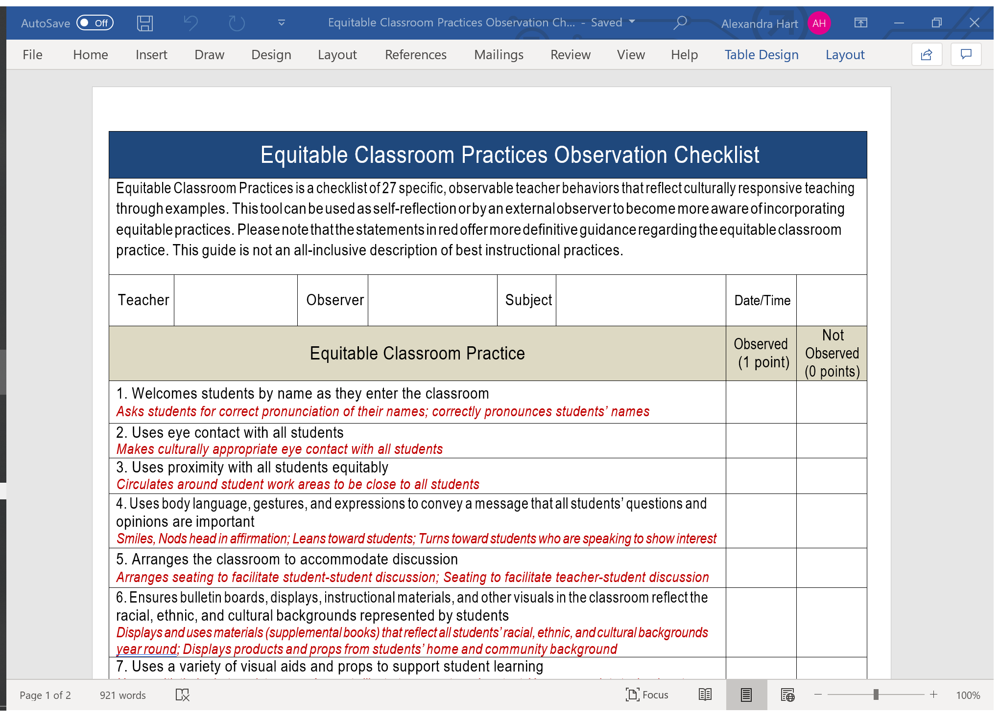 AutoSave Off Equitable Classroom Practices Observation Ch... - Saved Alexandra Hart AH
File Home Insert Draw Design Layout References Mailings Review View Help Table Design Layout
Equitable Classroom Practices Observation Checklist
Equitable Classroom Practices is a checklist of 27 specific, observable teacher behaviors that reflect culturally responsive teaching
through examples. This tool can be used as self-reflection or by an external observer to become more aware of incorporating
equitable practices. Please note that the statements in red offer more definitive guidance regarding the equitable classroom
practice. This guide is not an all-inclusive description of best instructional practices.
Teacher Observer Subject Date/Time
Equitable Classroom Practice
Observed
(1 point)
Not
Observed
(0 points)
1. Welcomes students by name as they enter the classroom
Asks students for correct pronunciation of their names; correctly pronounces students’ names
2. Uses eye contact with all students
Makes culturally appropriate eye contact with all students
3. Uses proximity with all students equitably
Circulates around student work areas to be close to all students
4. Uses body language, gestures, and expressions to convey a message that all students’ questions and
opinions are important
Smiles, Nods head in affirmation; Leans toward students; Turns toward students who are speaking to show interest
5. Arranges the classroom to accommodate discussion
Arranges seating to facilitate student-student discussion; Seating to facilitate teacher-student discussion
6. Ensures bulletin boards, displays, instructional materials, and other visuals in the classroom reflect the
racial, ethnic, and cultural backgrounds represented by students
Displays and uses materials (supplemental books) that reflect all students’ racial, ethnic, and cultural backgrounds
year round; Displays products and props from students’ home and community background
7. Uses a variety of visual aids and props to support student learning
Page 1 of 2 921 words Focus 100%